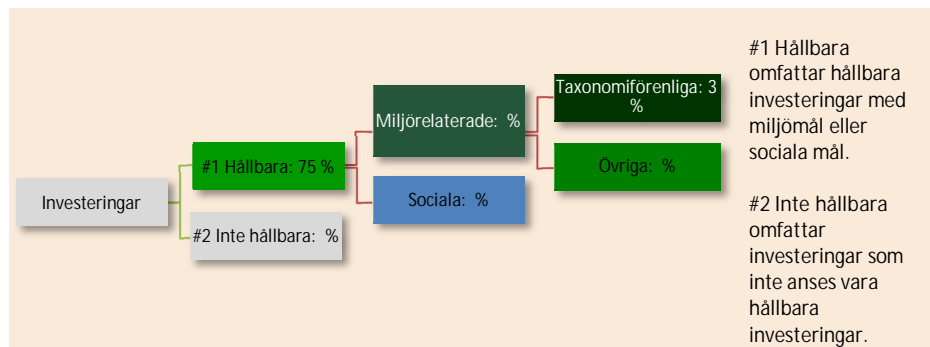 Investeringar
#1 Hållbara: 75 %
#2 Inte hållbara:  %
Miljörelaterade:  %
Sociala:  %
Taxonomiförenliga: 3
%
Övriga:  %
#1 Hållbara
omfattar hållbara
investeringar med
miljömål eller
sociala mål.
#2 Inte hållbara
omfattar
investeringar som
inte anses vara
hållbara
investeringar.